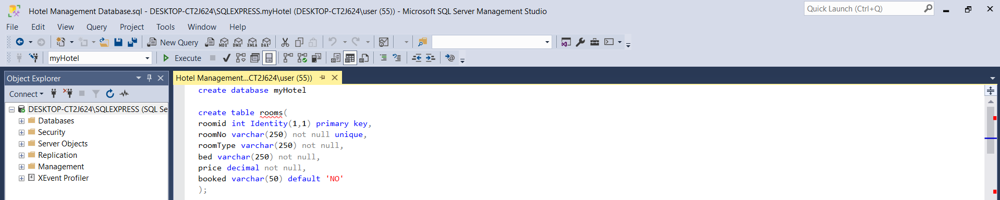 Hotel Management Database.sql - DESKTOP-CT2J624\SQLEXPRESS.myHotel (DESKTOP-CT2J624\user (55)) - Microsoft SQL Server Management Studio
Quick Launch (Ctrl+Q)
File Edit View Query Project Tools Window Help
New Query MDX DMX XMLA DAX
myHotel Execute
Object Explorer
Hotel Management...CT2J624\user (55))
Connect
DESKTOP-CT2J624\SQLEXPRESS (SQL Se
Databases
Security
Server Objects
Replication
Management
XEvent Profiler
create database myHotel
create table rooms(
roomid int Identity(1,1) primary key,
roomNo varchar(250) not null unique,
roomType varchar(250) not null,
bed varchar(250) not null,
price decimal not null,
booked varchar(50) default 'NO'
);